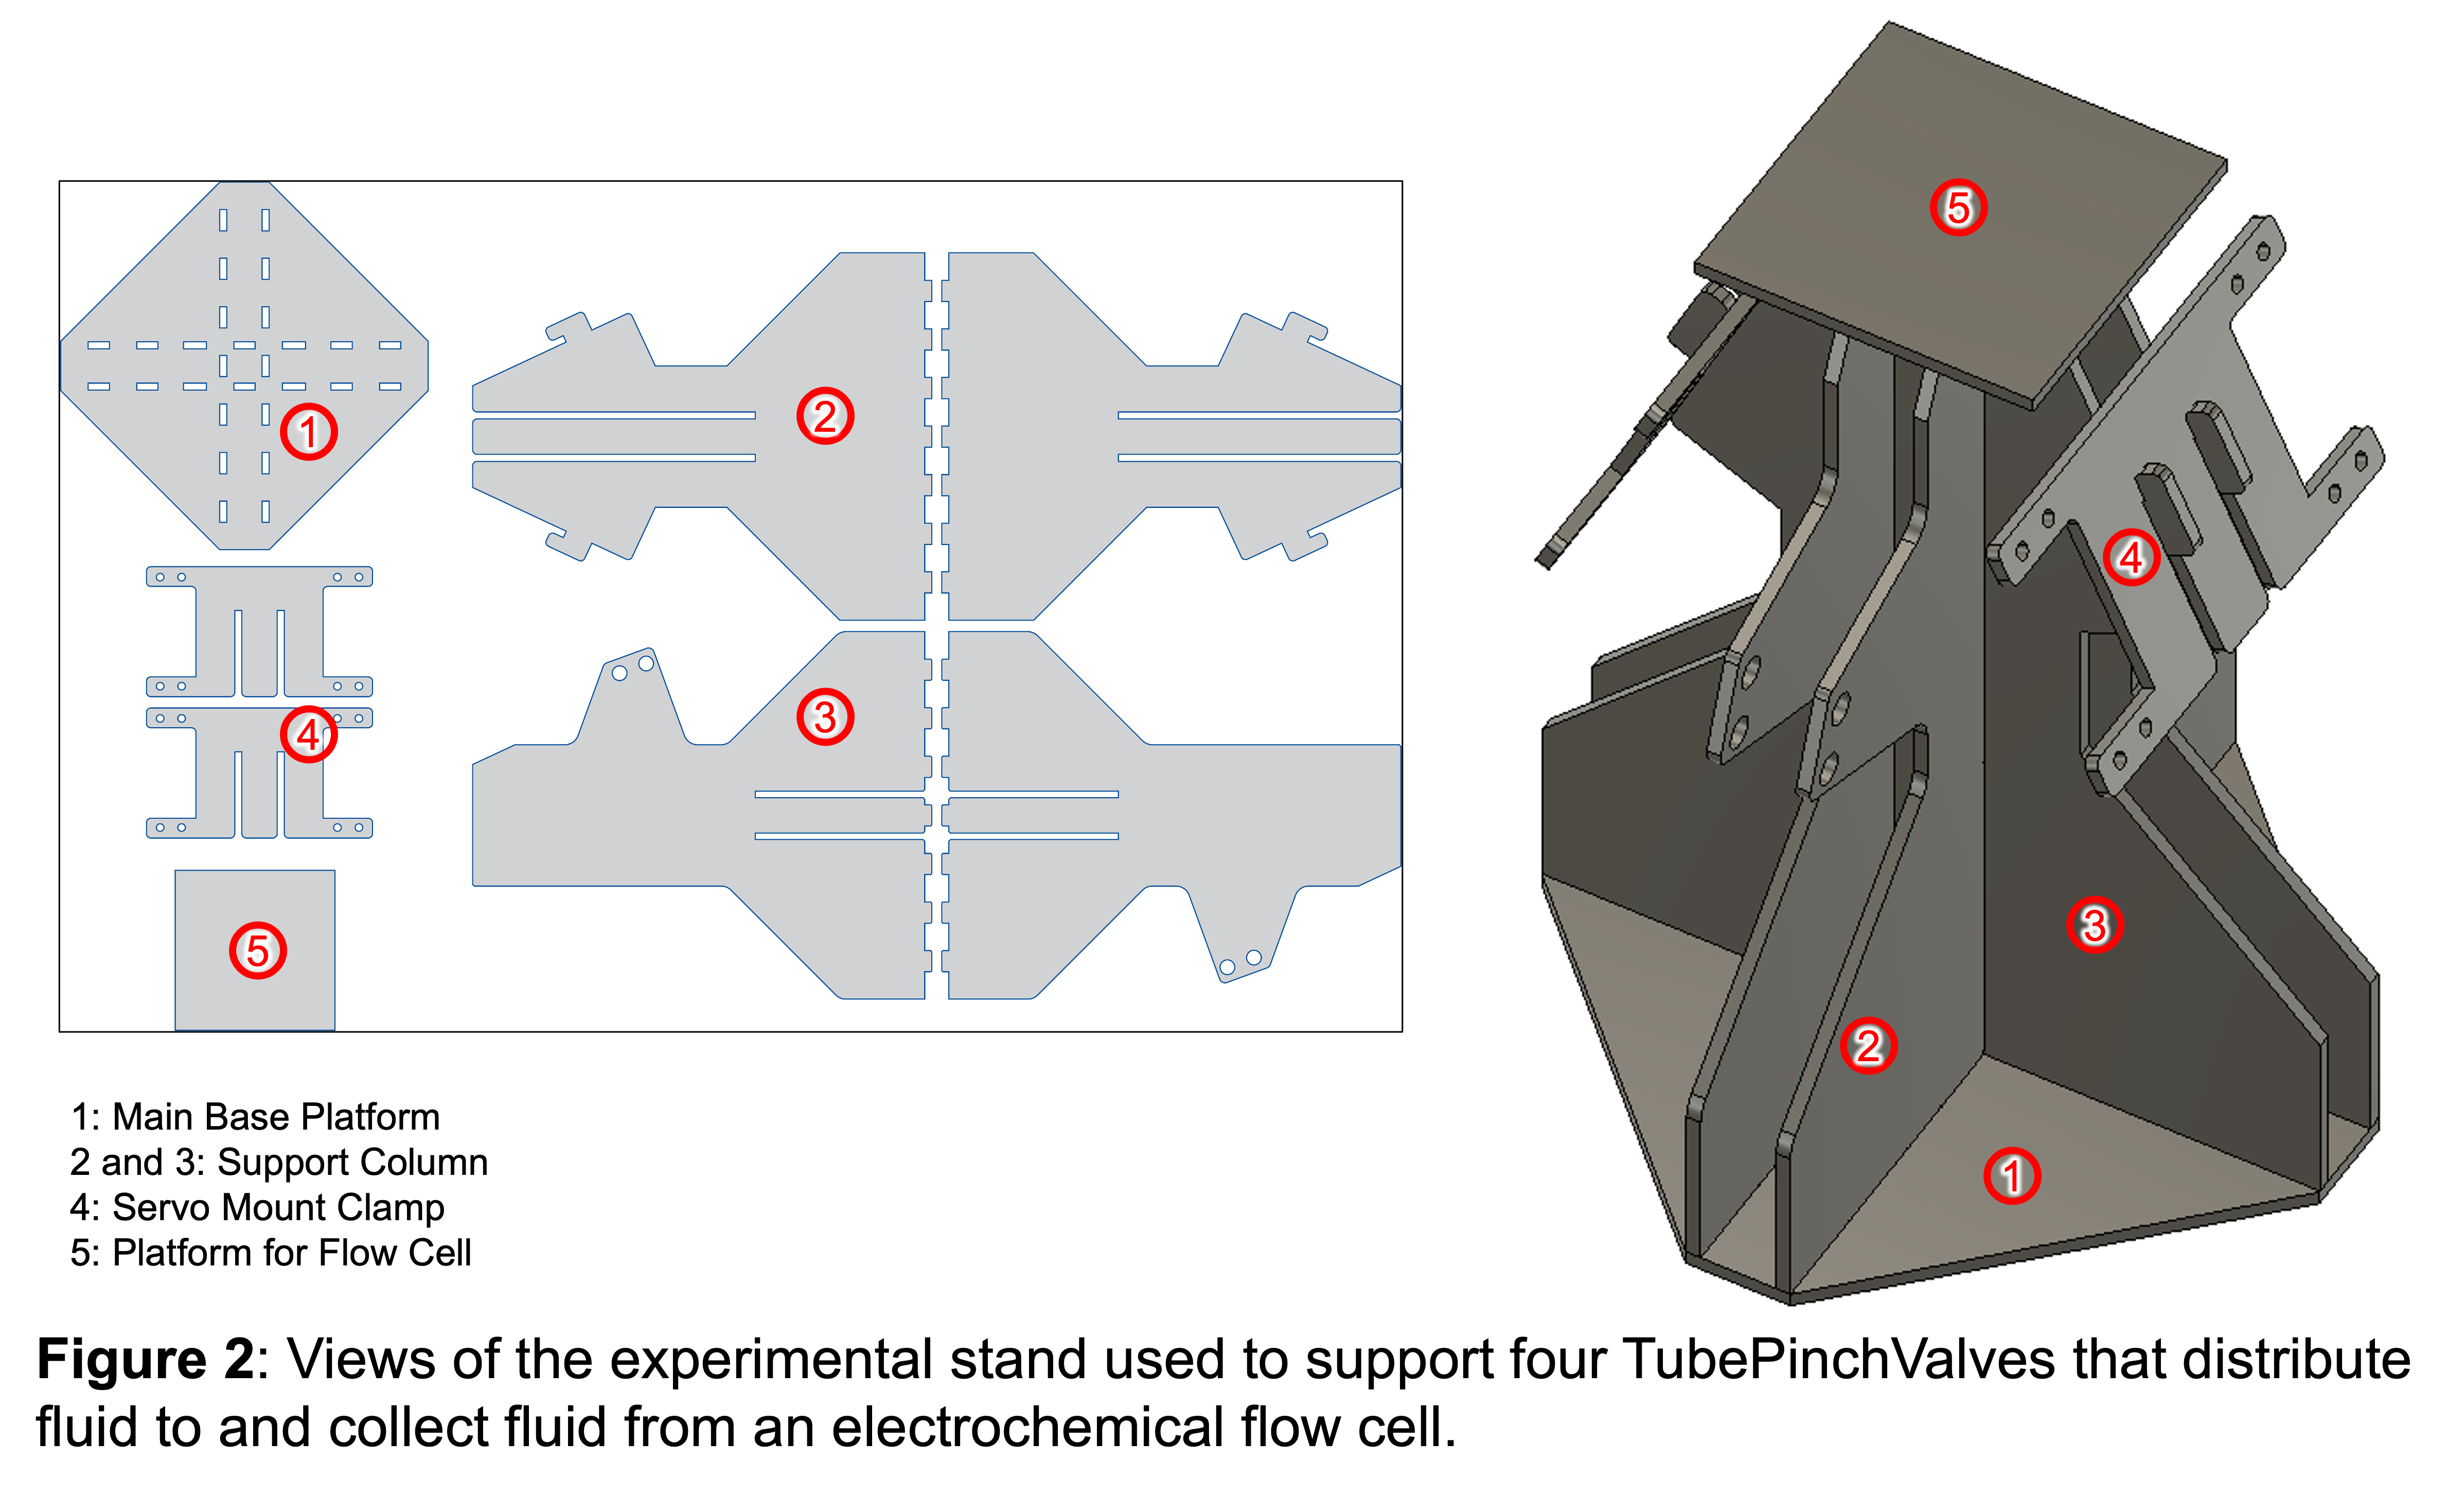 1
2
3
4
5
5
4
3
2
1
1: Main Base Platform
2 and 3: Support Column
4: Servo Mount Clamp
5: Platform for Flow Cell
Figure 2: Views of the experimental stand used to support four TubePinchValves that distribute
fluid to and collect fluid from an electrochemical flow cell.